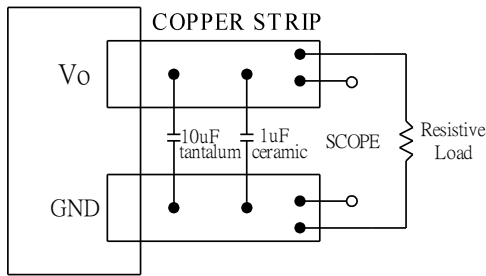 COPPER STRIP
Vo
10uF
tantalum
1uF
ceramic
SCOPE
Resistive
Load
GND